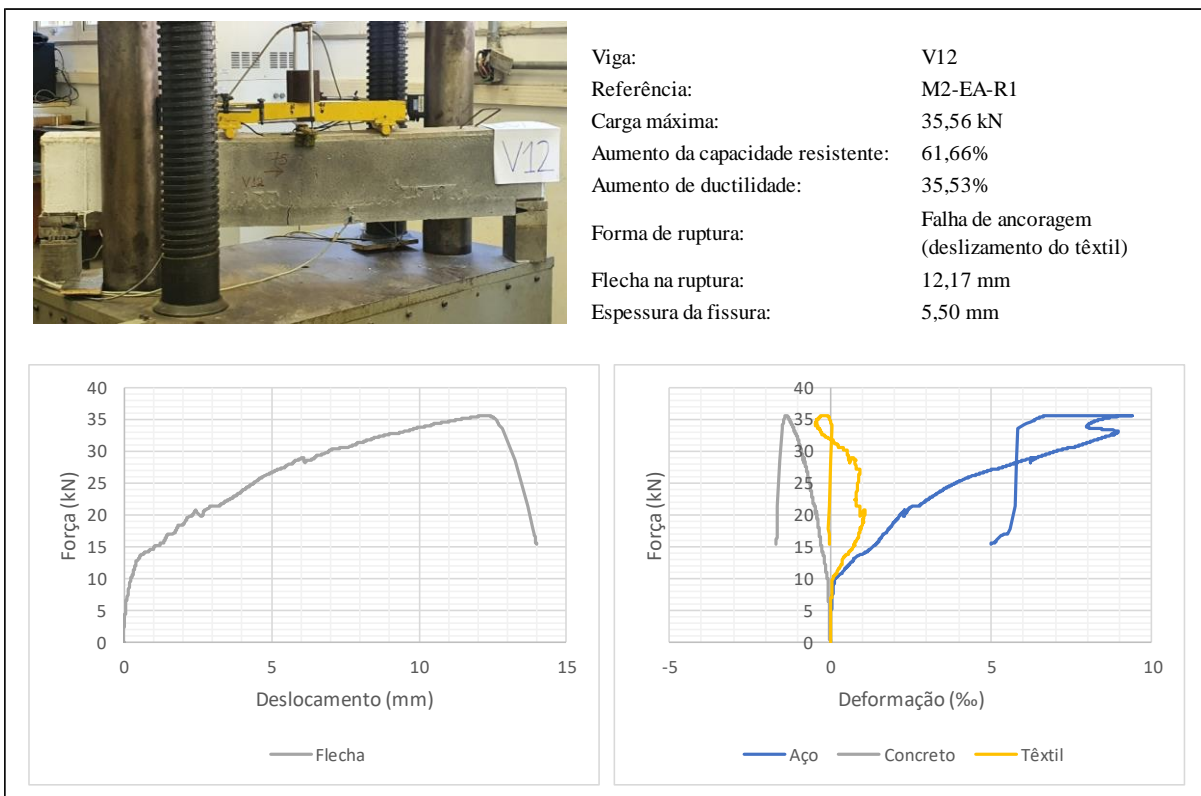 V12
75
V12
Viga: V12
Referência: M2-EA-R1
Carga máxima: 35,56 kN
Aumento da capacidade resistente: 61,66%
Aumento de ductilidade: 35,53%
Forma de ruptura: Falha de ancoragem
(deslizamento do têxtil)
Flecha na ruptura: 12,17 mm
Espessura da fissura: 5,50 mm
Força (kN)
40
35
30
25
20
15
10
5
0
0 5 10 15
Deslocamento (mm)
Flecha
Força (kN)
40
35
30
25
20
15
10
5
0
-5 0 5 10
Deformação (‰)
Aço Concreto Têxtil